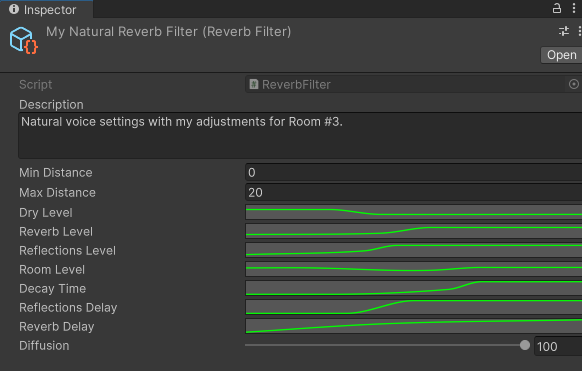 Inspector
My Natural Reverb Filter (Reverb Filter)
Open
Script ReverbFilter
Description
Natural voice settings with my adjustments for Room #3.
Min Distance 0
Max Distance 20
Dry Level
Reverb Level
Reflections Level
Room Level
Decay Time
Reflections Delay
Reverb Delay
Diffusion 100